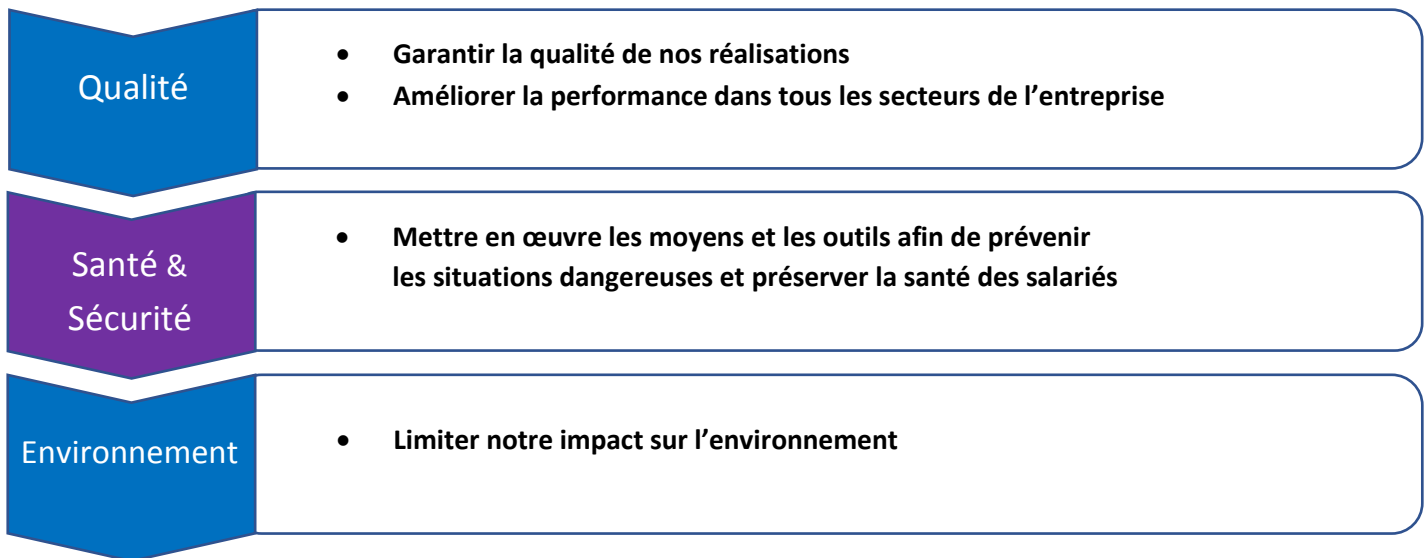 Qualité
• Garantir la qualité de nos réalisations
• Améliorer la performance dans tous les secteurs de l’entreprise
Santé &
Sécurité
• Mettre en œuvre les moyens et les outils afin de prévenir
les situations dangereuses et préserver la santé des salariés
Environnement
• Limiter notre impact sur l’environnement